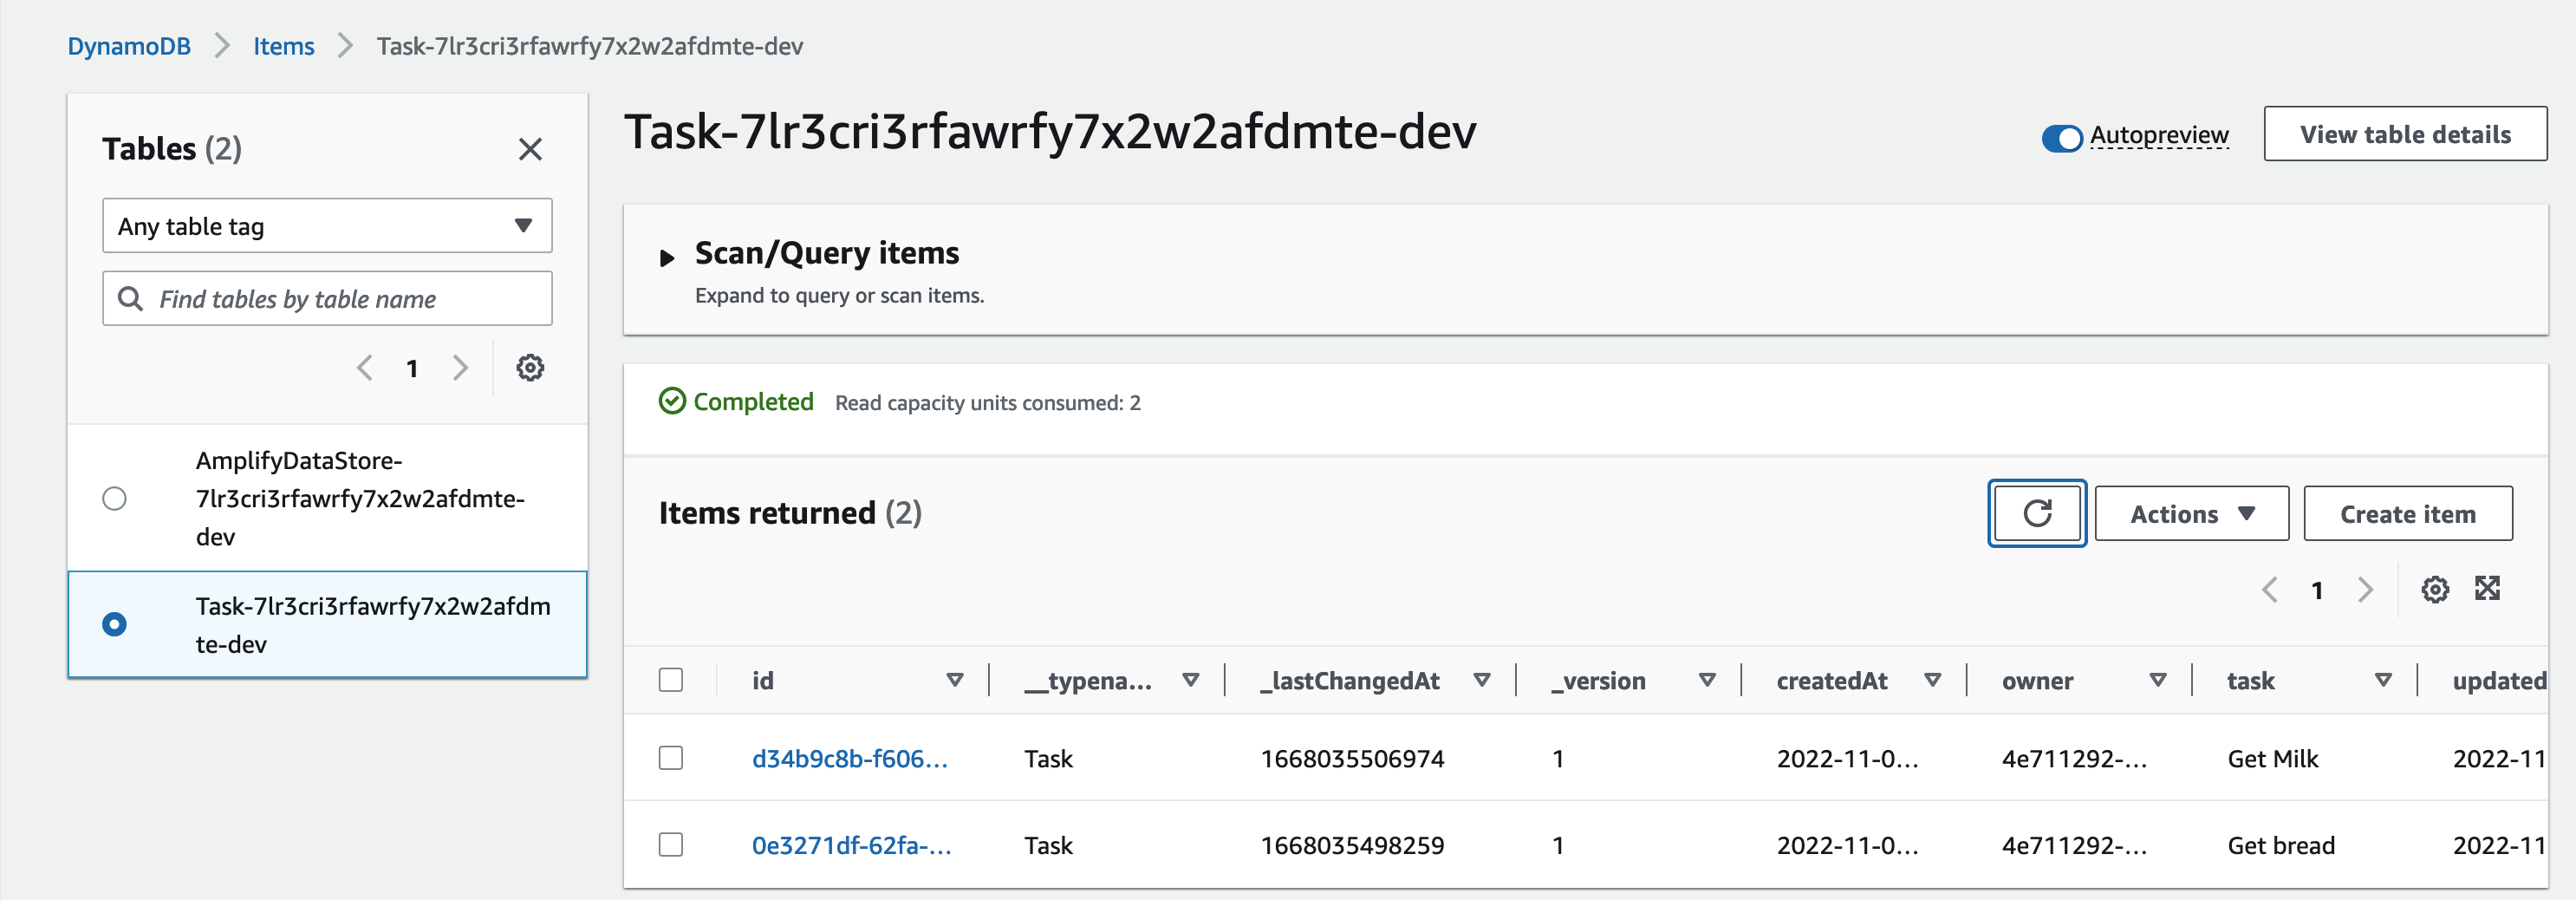 DynamoDB Items Task-7lr3cri3rfawrfy7x2w2afdmte-dev
Tables (2)
Any table tag
Find tables by table name
1
AmplifyDataStore-
7lr3cri3rfawrfy7x2w2afdmte-
dev
Task-7lr3cri3rfawrfy7x2w2afdm
te-dev
Task-7lr3cri3rfawrfy7x2w2afdmte-dev
Autopreview
View table details
Scan/Query items
Expand to query or scan items.
Completed Read capacity units consumed: 2
Items returned (2)
Actions
Create item
1
id __typena... _lastChangedAt _version createdAt owner task updated
d34b9c8b-f606... Task 1668035506974 1 2022-11-0... 4e711292-... Get Milk 2022-11
0e3271df-62fa-... Task 1668035498259 1 2022-11-0... 4e711292-... Get bread 2022-11